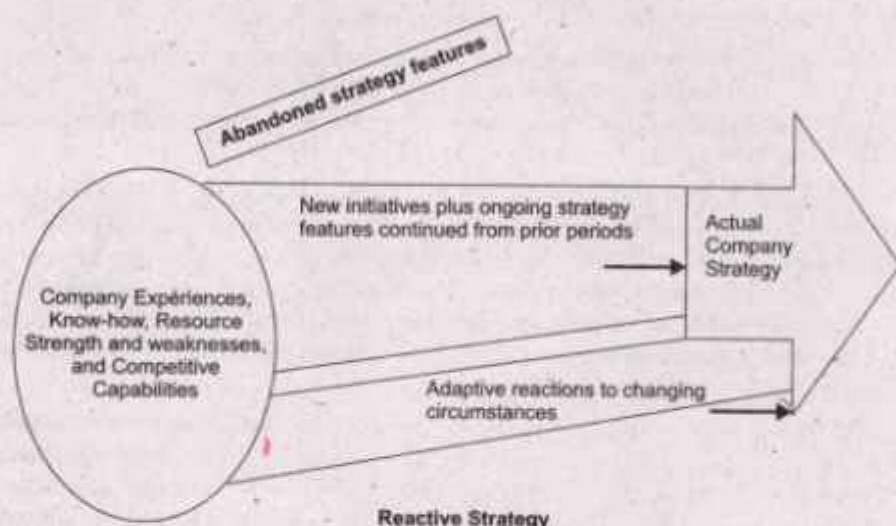 Abandoned strategy features
New initiatives plus ongoing strategy
features continued from prior periods
Actual
Company
Strategy
Company Expériences,
Know-how, Resource
Strength and weaknesses,
and Competitive
Capabilities
Adaptive reactions to changing
circumstances
Reactive Strategy